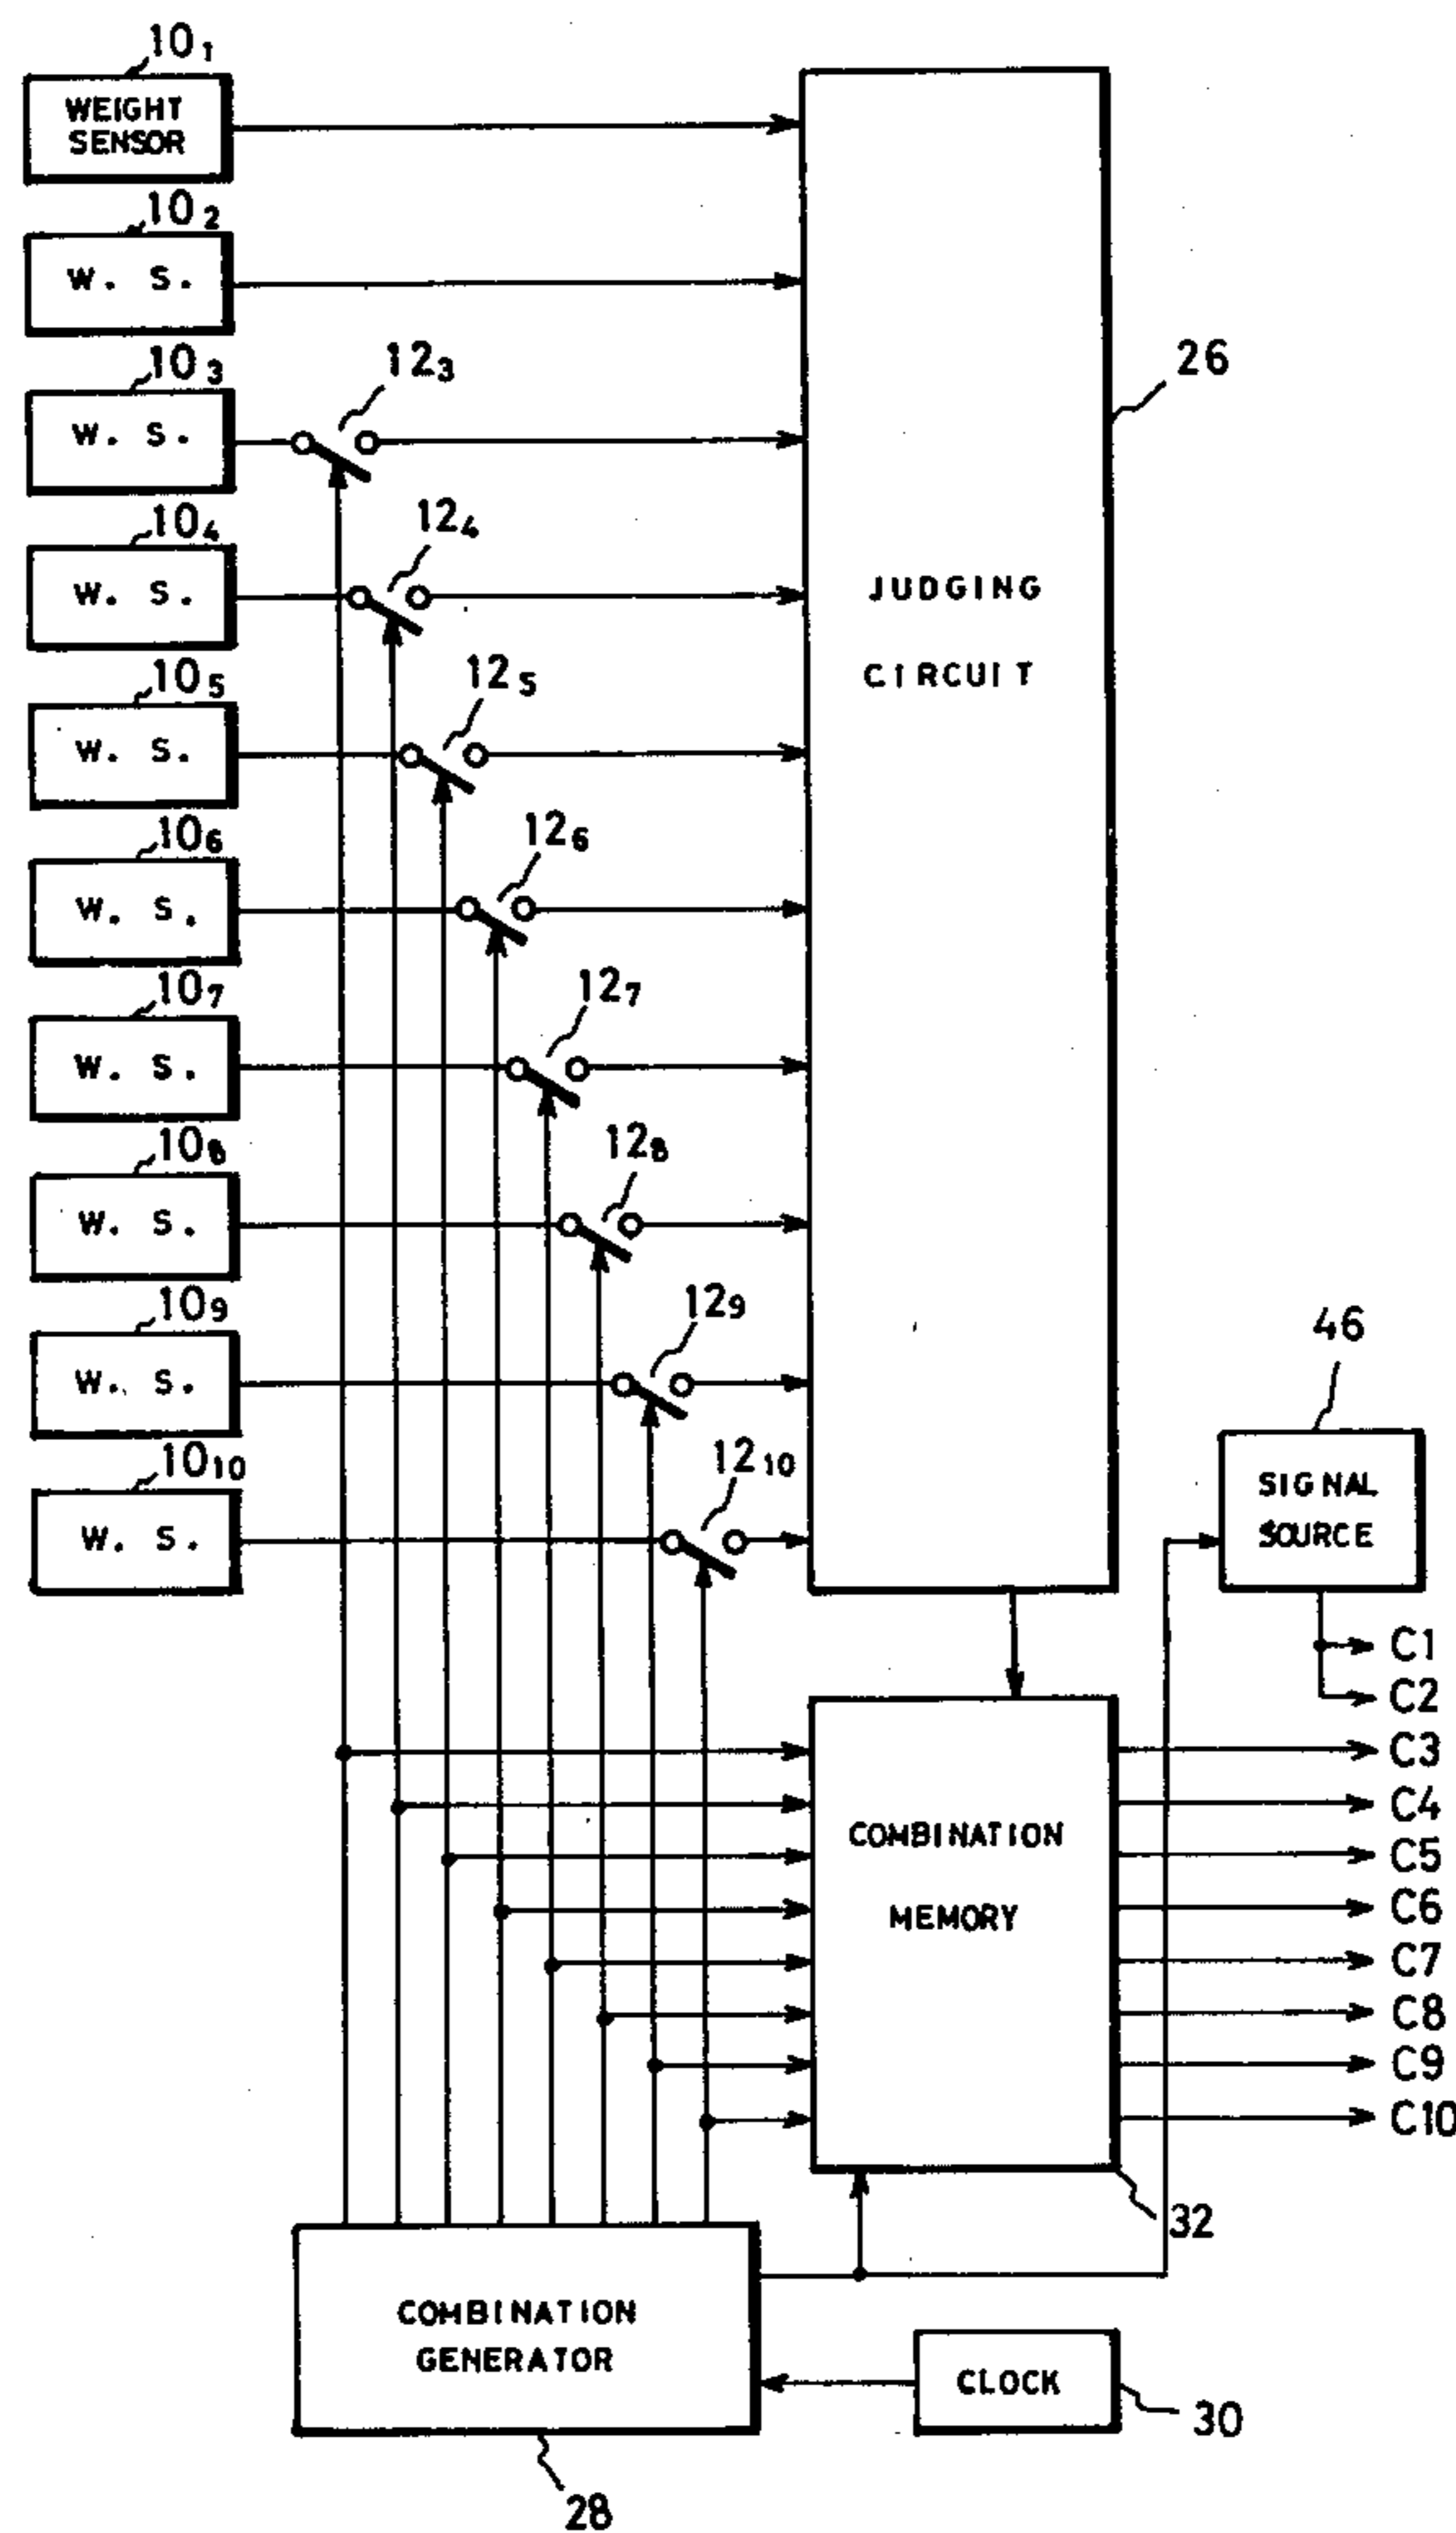 10₁
WEIGHT
SENSOR
10₂
W. S.
10₃
W. S.
12₃
26
10₄
W. S.
12₄
JUDGING
CIRCUIT
10₅
W. S.
12₅
10₆
W. S.
12₆
10₇
W. S.
12₇
10₈
W. S.
12₈
10₉
W. S.
12₉
46
10₁₀
W. S.
12₁₀
SIGNAL
SOURCE
C1
C2
C3
C4
COMBINATION
MEMORY
C5
C6
C7
C8
C9
C10
32
COMBINATION
GENERATOR
CLOCK
30
28